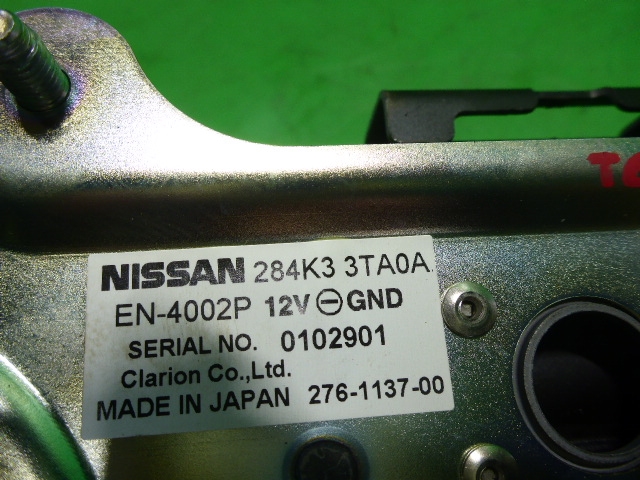 NISSAN 284K3 3TA0A
EN-4002P 12V ⊖ GND
SERIAL NO. 0102901
Clarion Co.,Ltd.
MADE IN JAPAN 276-1137-00